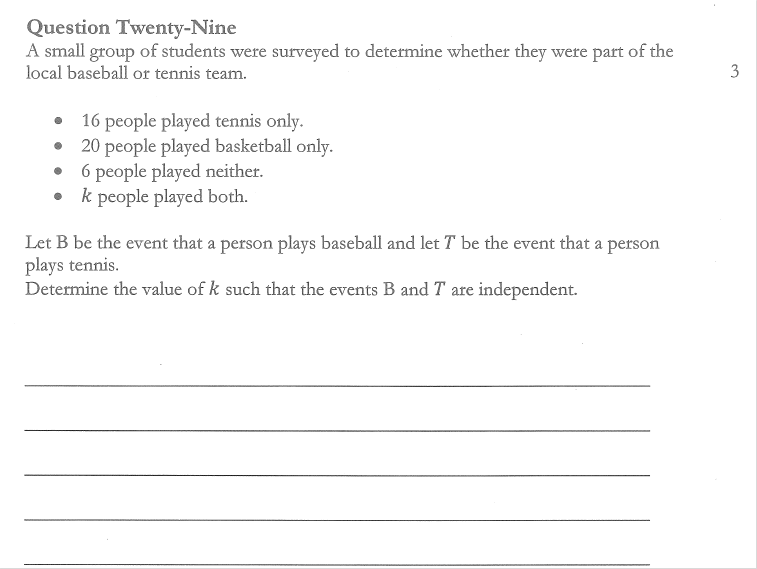 Question Twenty-Nine
A small group of students were surveyed to determine whether they were part of the
local baseball or tennis team.
3
• 16 people played tennis only.
• 20 people played basketball only.
• 6 people played neither.
• k people played both.
Let B be the event that a person plays baseball and let T be the event that a person
plays tennis.
Determine the value of k such that the events B and T are independent.